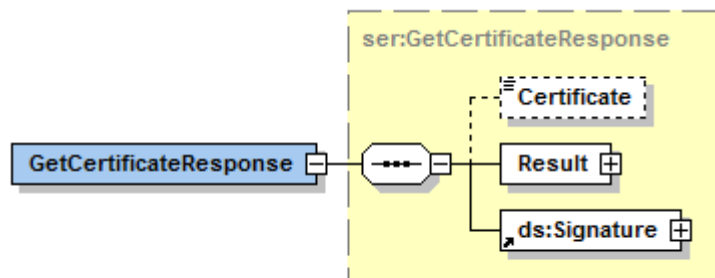 ser:GetCertificateResponse
Certificate
GetCertificateResponse
Result
ds:Signature